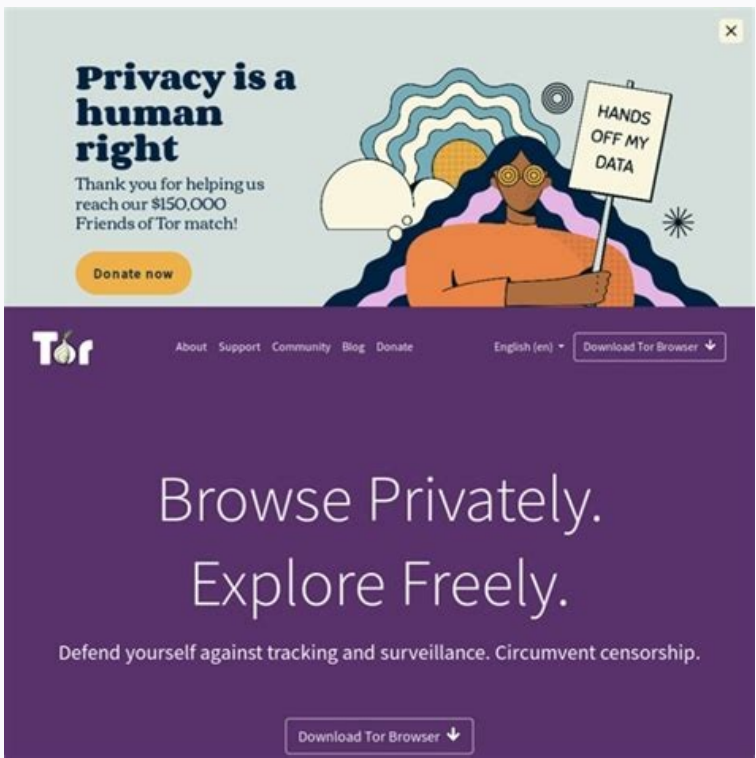 Privacy is a
human
right
Thank you for helping us
reach our $150,000
Friends of Tor match!
Donate now
HANDS
OFF MY
DATA
Tor
About Support Community Blog Donate English (en) Download Tor Browser
Browse Privately.
Explore Freely.
Defend yourself against tracking and surveillance. Circumvent censorship.
Download Tor Browser